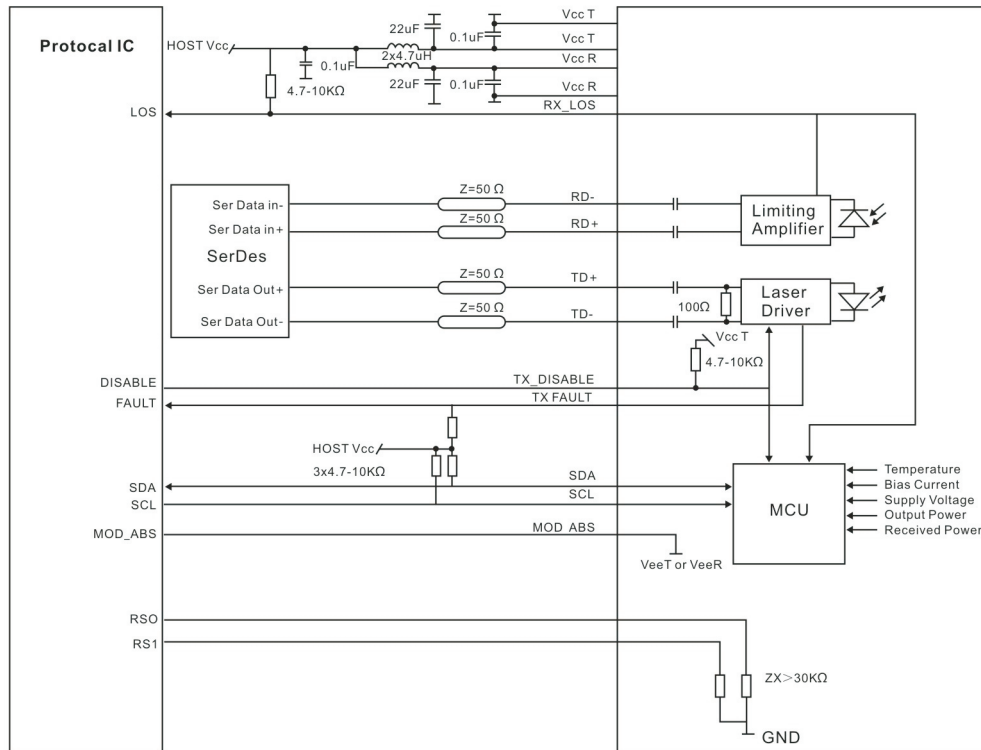 Vcc T
22uF
0.1uF
Protocal IC
HOST Vcc
Vcc T
2x4.7uH
Vcc R
0.1uF
22uF
0.1uF
4.7-10KΩ
Vcc R
RX_LOS
LOS
Z=50 Ω
Ser Data in-
RD-
Limiting
Amplifier
Z=50 Ω
Ser Data in+
RD+
SerDes
Z=50 Ω
Ser Data Out+
TD+
Laser
Driver
100Ω
Z=50 Ω
Ser Data Out-
TD-
Vcc T
4.7-10KΩ
DISABLE
TX_DISABLE
FAULT
TX FAULT
HOST Vcc
3x4.7-10KΩ
SDA
SDA
SCL
SCL
MCU
Temperature
Bias Current
Supply Voltage
Output Power
Received Power
MOD_ABS
MOD ABS
VeeT or VeeR
RSO
RS1
ZX>30KΩ
GND